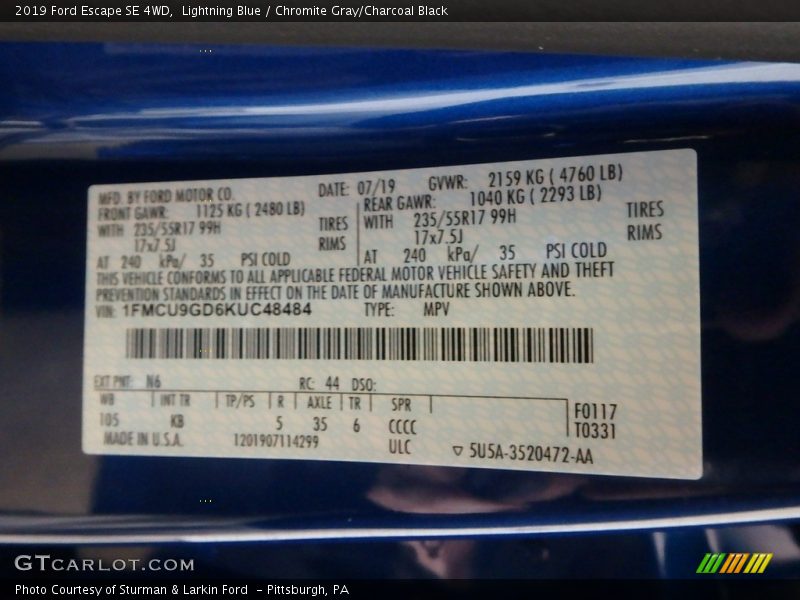 2019 Ford Escape SE 4WD, Lightning Blue / Chromite Gray/Charcoal Black
MFD. BY FORD MOTOR CO. DATE: 07/19 GVWR: 2159 KG ( 4760 LB)
FRONT GAWR: 1125 KG ( 2480 LB) REAR GAWR: 1040 KG ( 2293 LB)
WITH 235/55R17 99H TIRES WITH 235/55R17 99H TIRES
17x7.5J RIMS 17x7.5J RIMS
AT 240 kPa/ 35 PSI COLD AT 240 kPa/ 35 PSI COLD
THIS VEHICLE CONFORMS TO ALL APPLICABLE FEDERAL MOTOR VEHICLE SAFETY AND THEFT
PREVENTION STANDARDS IN EFFECT ON THE DATE OF MANUFACTURE SHOWN ABOVE.
VIN: 1FMCU9GD6KUC48484 TYPE: MPV
EXT PNT: N6 RC: 44 DSO:
WB INT TR TP/PS R AXLE TR SPR F0117
105 KB 5 35 6 CCCC T0331
MADE IN U.S.A. 1201907114299 ULC ▽ 5U5A-3520472-AA
GTCARLOT.COM
Photo Courtesy of Sturman & Larkin Ford - Pittsburgh, PA